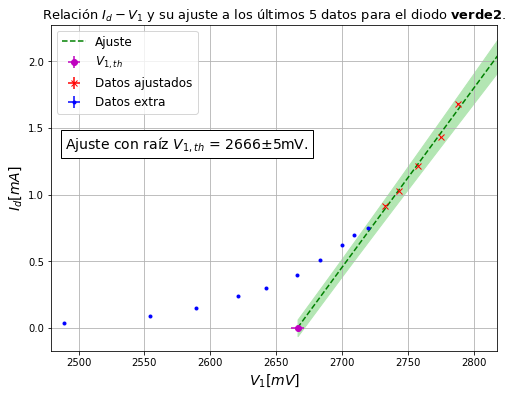 Relación I_d − V_1 y su ajuste a los últimos 5 datos para el diodo verde2.
Ajuste
V_{1,th}
Datos ajustados
Datos extra
Ajuste con raíz V_{1,th} = 2666±5mV.
I_d[mA]
2.0
1.5
1.0
0.5
0.0
2500 2550 2600 2650 2700 2750 2800
V_1[mV]